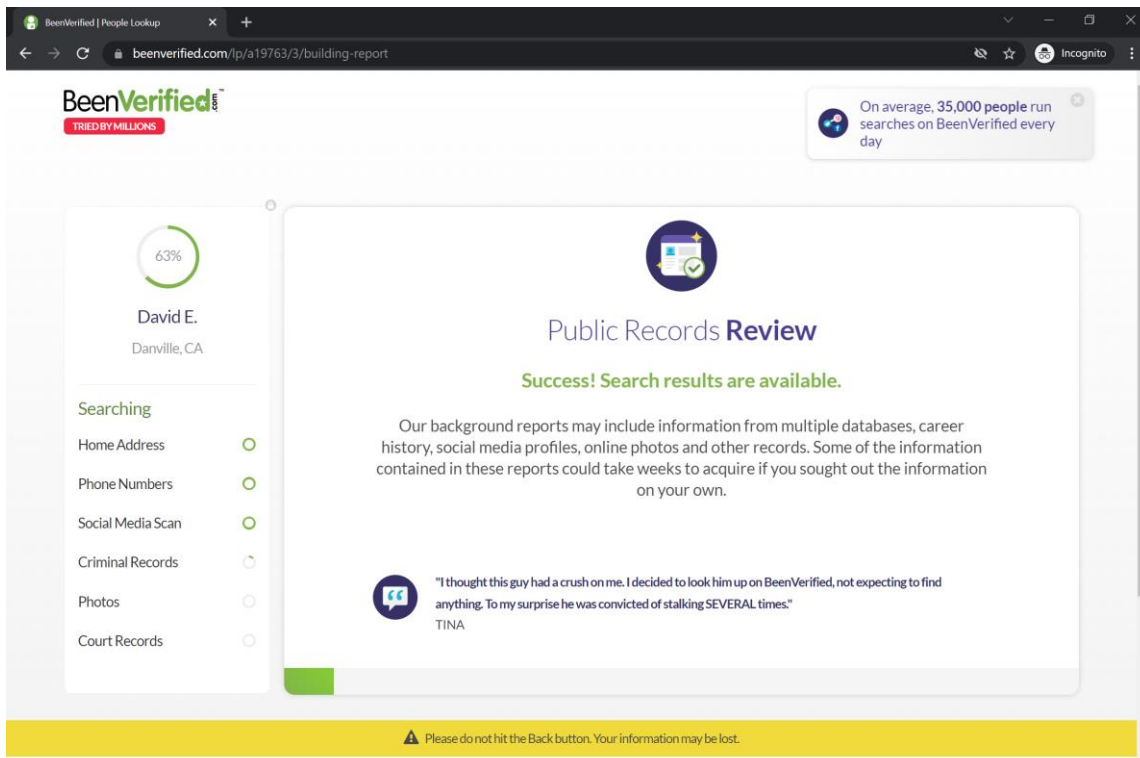 BeenVerified | People Lookup
beenverified.com/lp/a19763/3/building-report
Incognito
BeenVerified.com™
TRIED BY MILLIONS
On average, 35,000 people run
searches on BeenVerified every
day
63%
David E.
Danville, CA
Searching
Home Address
Phone Numbers
Social Media Scan
Criminal Records
Photos
Court Records
Public Records Review
Success! Search results are available.
Our background reports may include information from multiple databases, career
history, social media profiles, online photos and other records. Some of the information
contained in these reports could take weeks to acquire if you sought out the information
on your own.
"I thought this guy had a crush on me. I decided to look him up on BeenVerified, not expecting to find
anything. To my surprise he was convicted of stalking SEVERAL times."
TINA
Please do not hit the Back button. Your information may be lost.